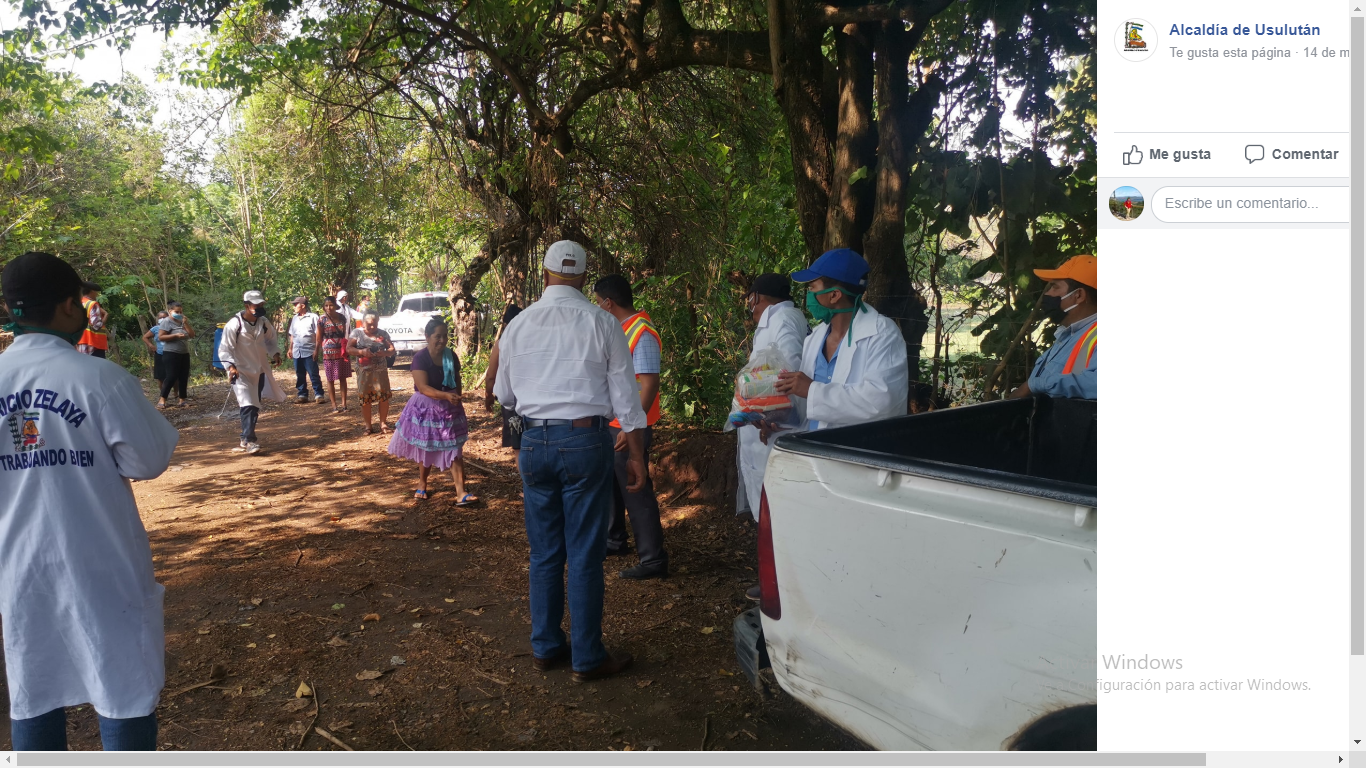 Alcaldía de Usulután
Te gusta esta página · 14 de m
Me gusta
Comentar
Escribe un comentario...
TOYOTA
ICIO ZELAYA
TRABAJANDO BIEN
Windows
figuración para activar Windows.